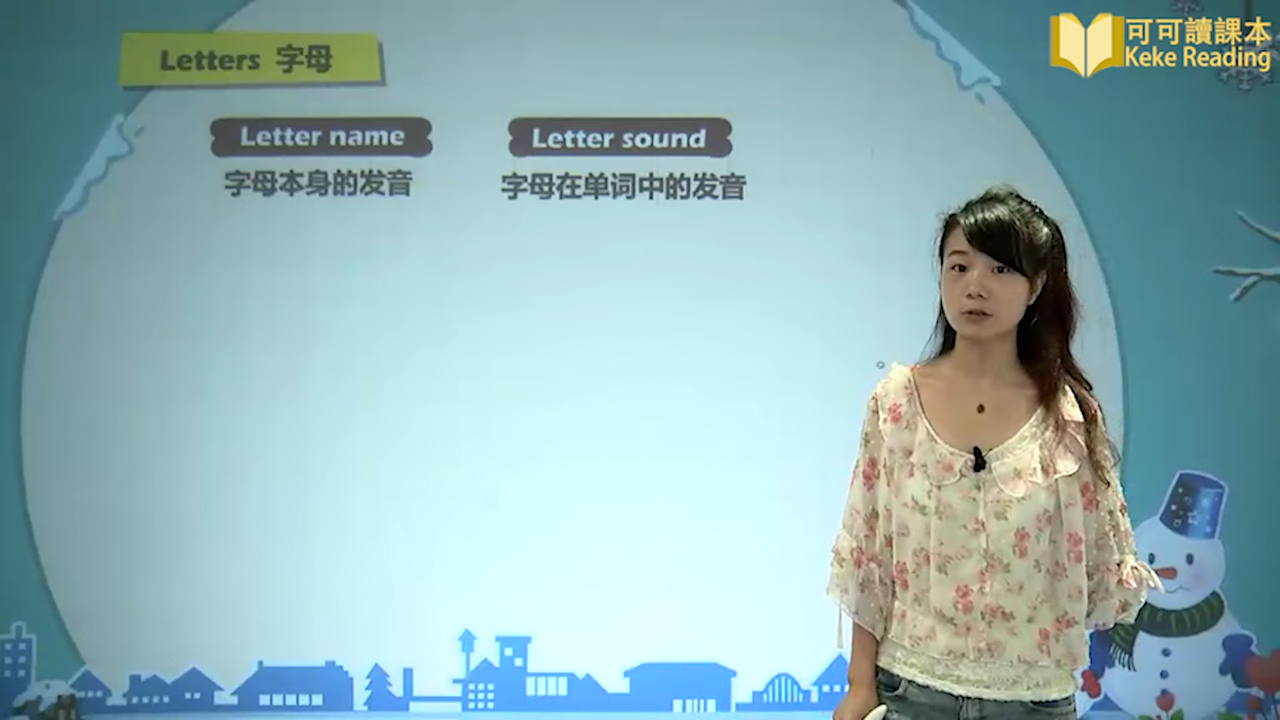 Letters 字母
可可讀課本
Keke Reading
Letter name
Letter sound
字母本身的发音
字母在单词中的发音